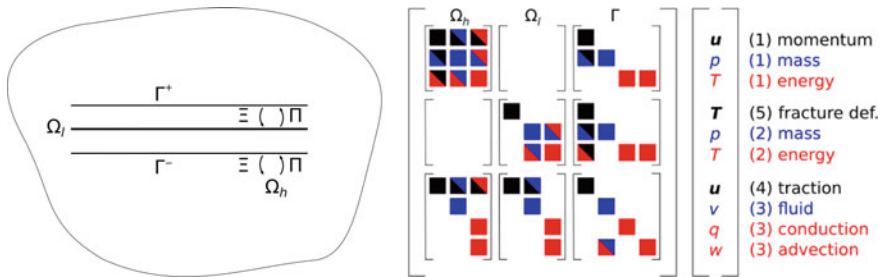 Γ⁺
Ξ ( ) Π
Ωₗ
Γ⁻
Ξ ( ) Π
Ωₕ
Ωₕ Ωₗ Γ
u (1) momentum
p (1) mass
T (1) energy
T (5) fracture def.
p (2) mass
T (2) energy
u (4) traction
v (3) fluid
q (3) conduction
w (3) advection